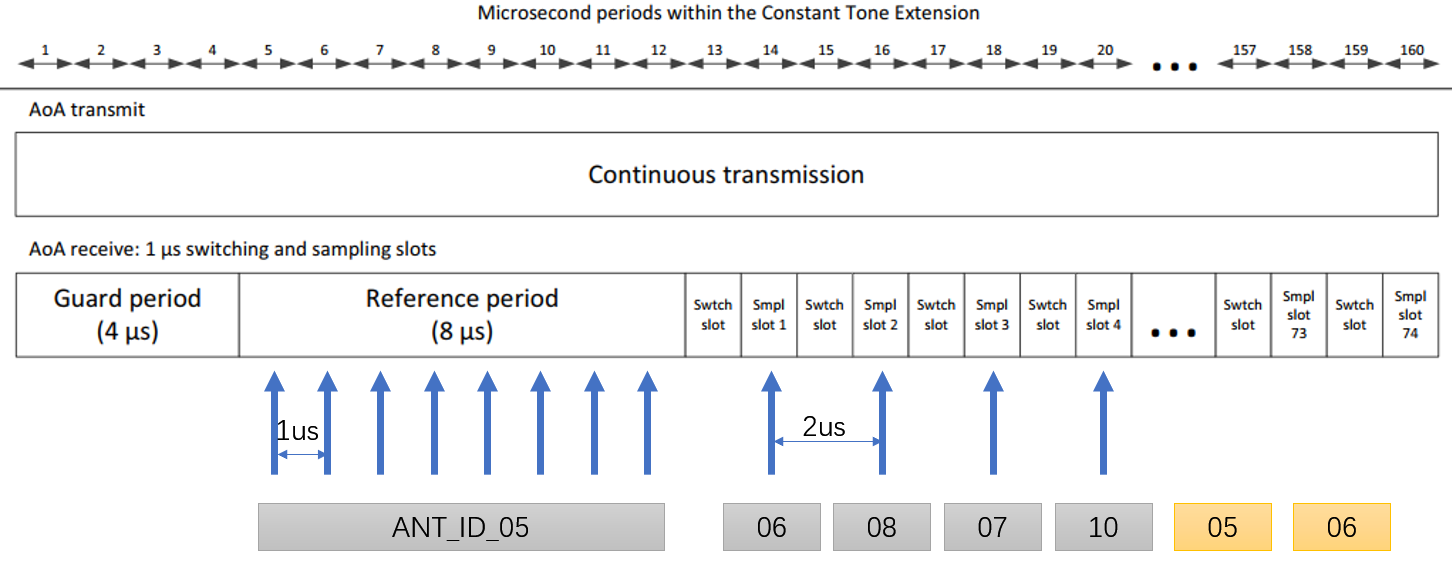 Microsecond periods within the Constant Tone Extension
1 2 3 4 5 6 7 8 9 10 11 12 13 14 15 16 17 18 19 20 ... 157 158 159 160
AoA transmit
Continuous transmission
AoA receive: 1 µs switching and sampling slots
Guard period
(4 µs)
Reference period
(8 µs)
Swtch
slot
Smpl
slot 1
Swtch
slot
Smpl
slot 2
Swtch
slot
Smpl
slot 3
Swtch
slot
Smpl
slot 4
...
Swtch
slot
Smpl
slot
73
Swtch
slot
Smpl
slot
74
1us
2us
ANT_ID_05
06
08
07
10
05
06